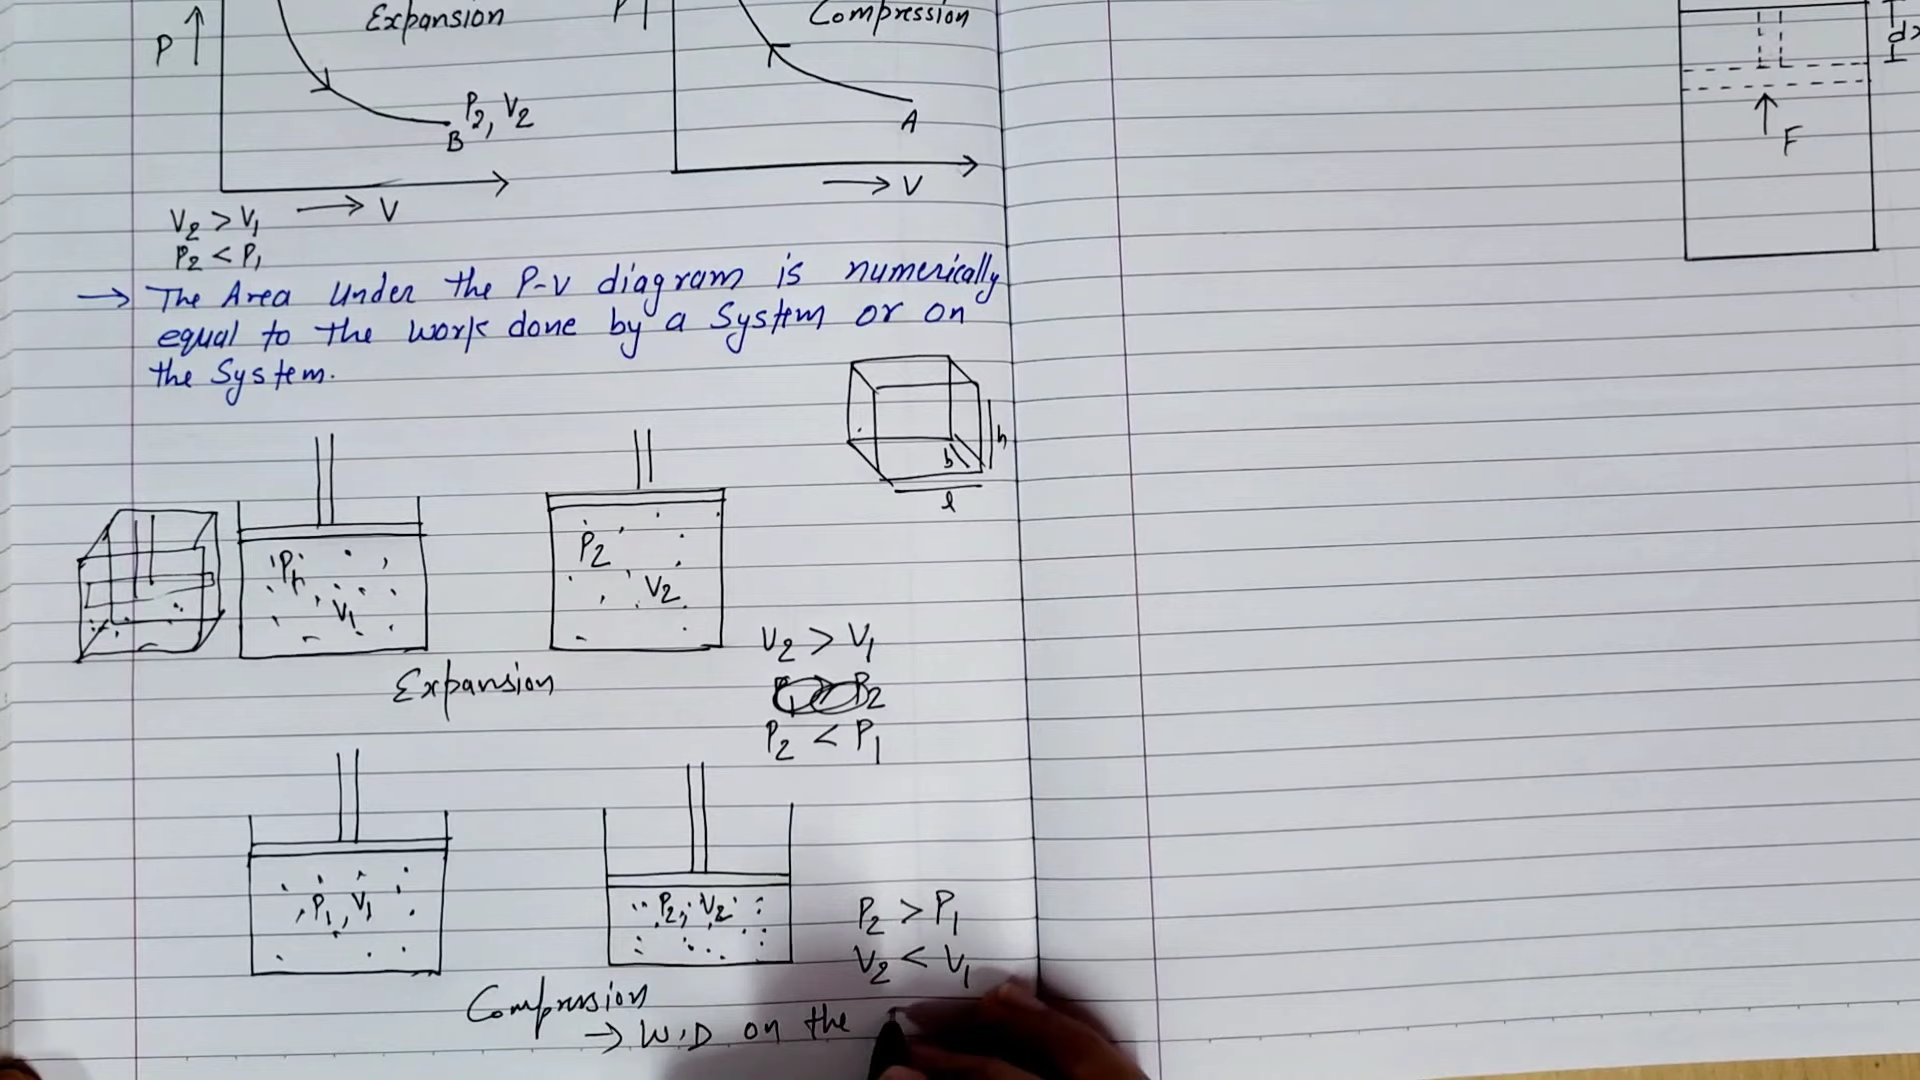 Expansion
P
P2, V2
B
V
V2 > V1
P2 < P1
Compression
A
V
dx
F
→ The Area Under the P-V diagram is numerically
equal to the work done by a System or on
the System.
h
b
l
P1
V1
P2
V2
Expansion
V2 > V1
P2 < P1
P1, V1
P2, V2
P2 > P1
V2 < V1
Compression
→ W.D on the